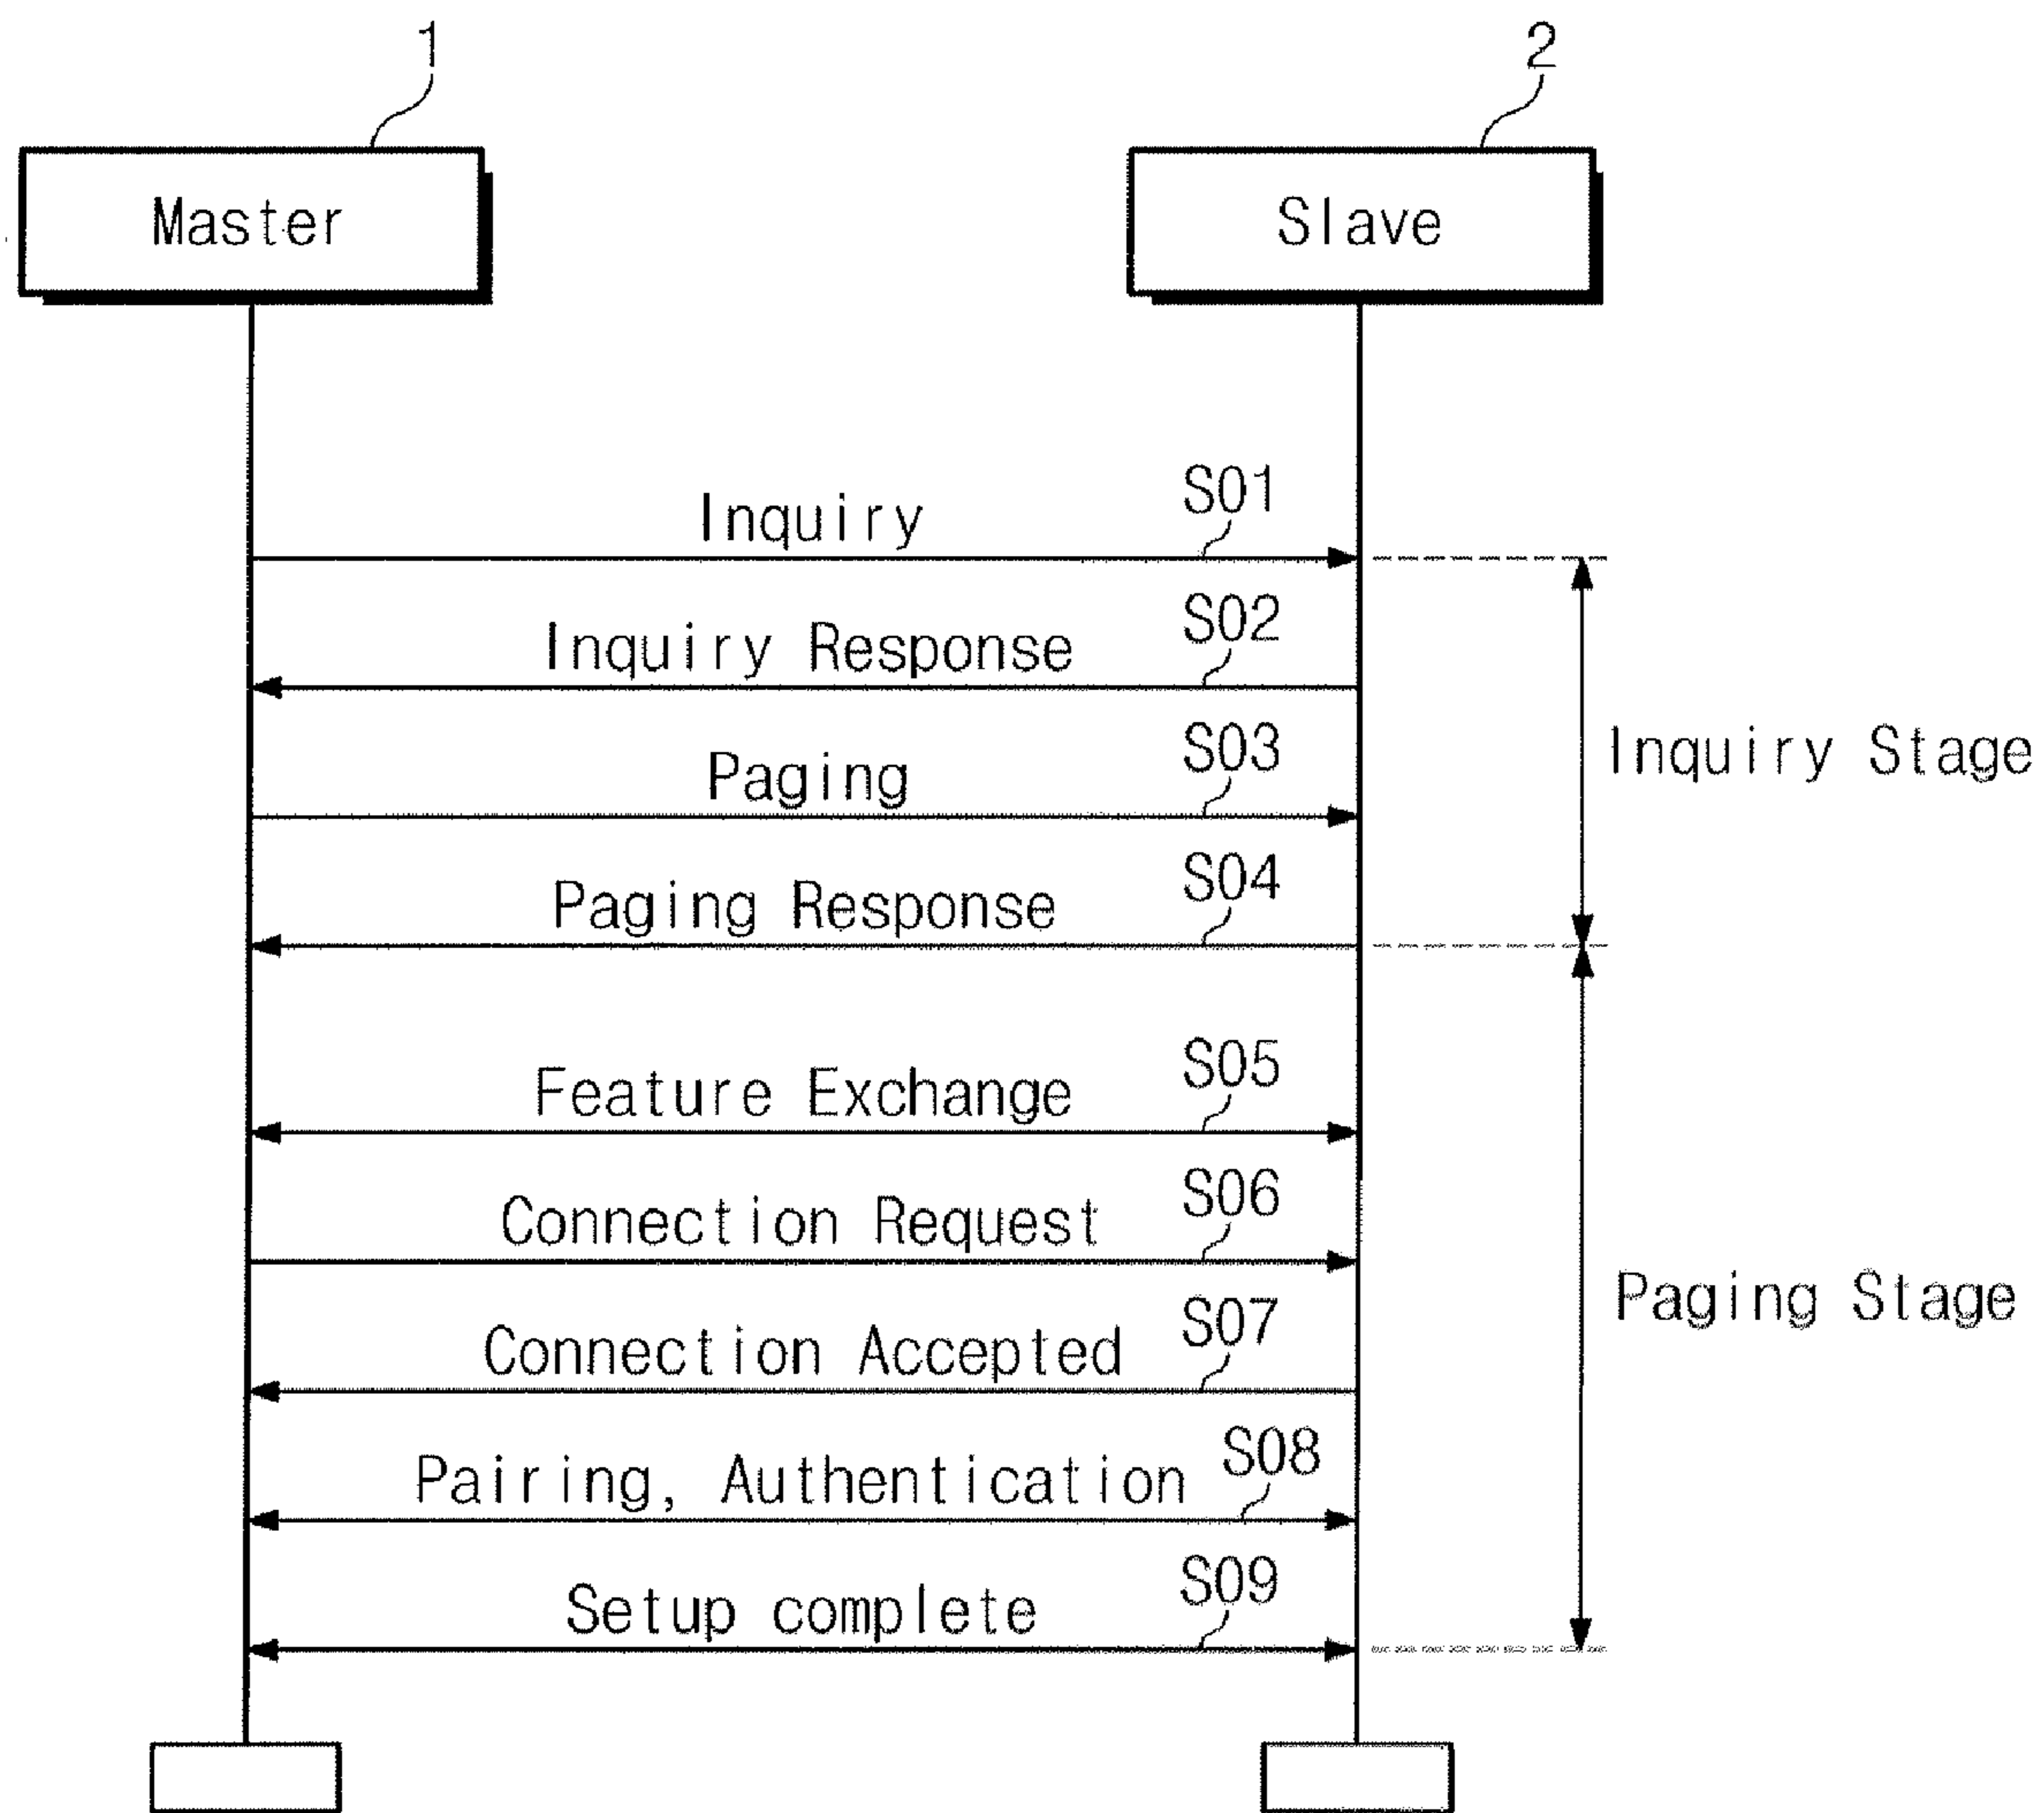 1
2
Master
Slave
Inquiry
S01
Inquiry Response
S02
Paging
S03
Inquiry Stage
Paging Response
S04
Feature Exchange
S05
Connection Request
S06
Paging Stage
Connection Accepted
S07
Pairing, Authentication
S08
Setup complete
S09